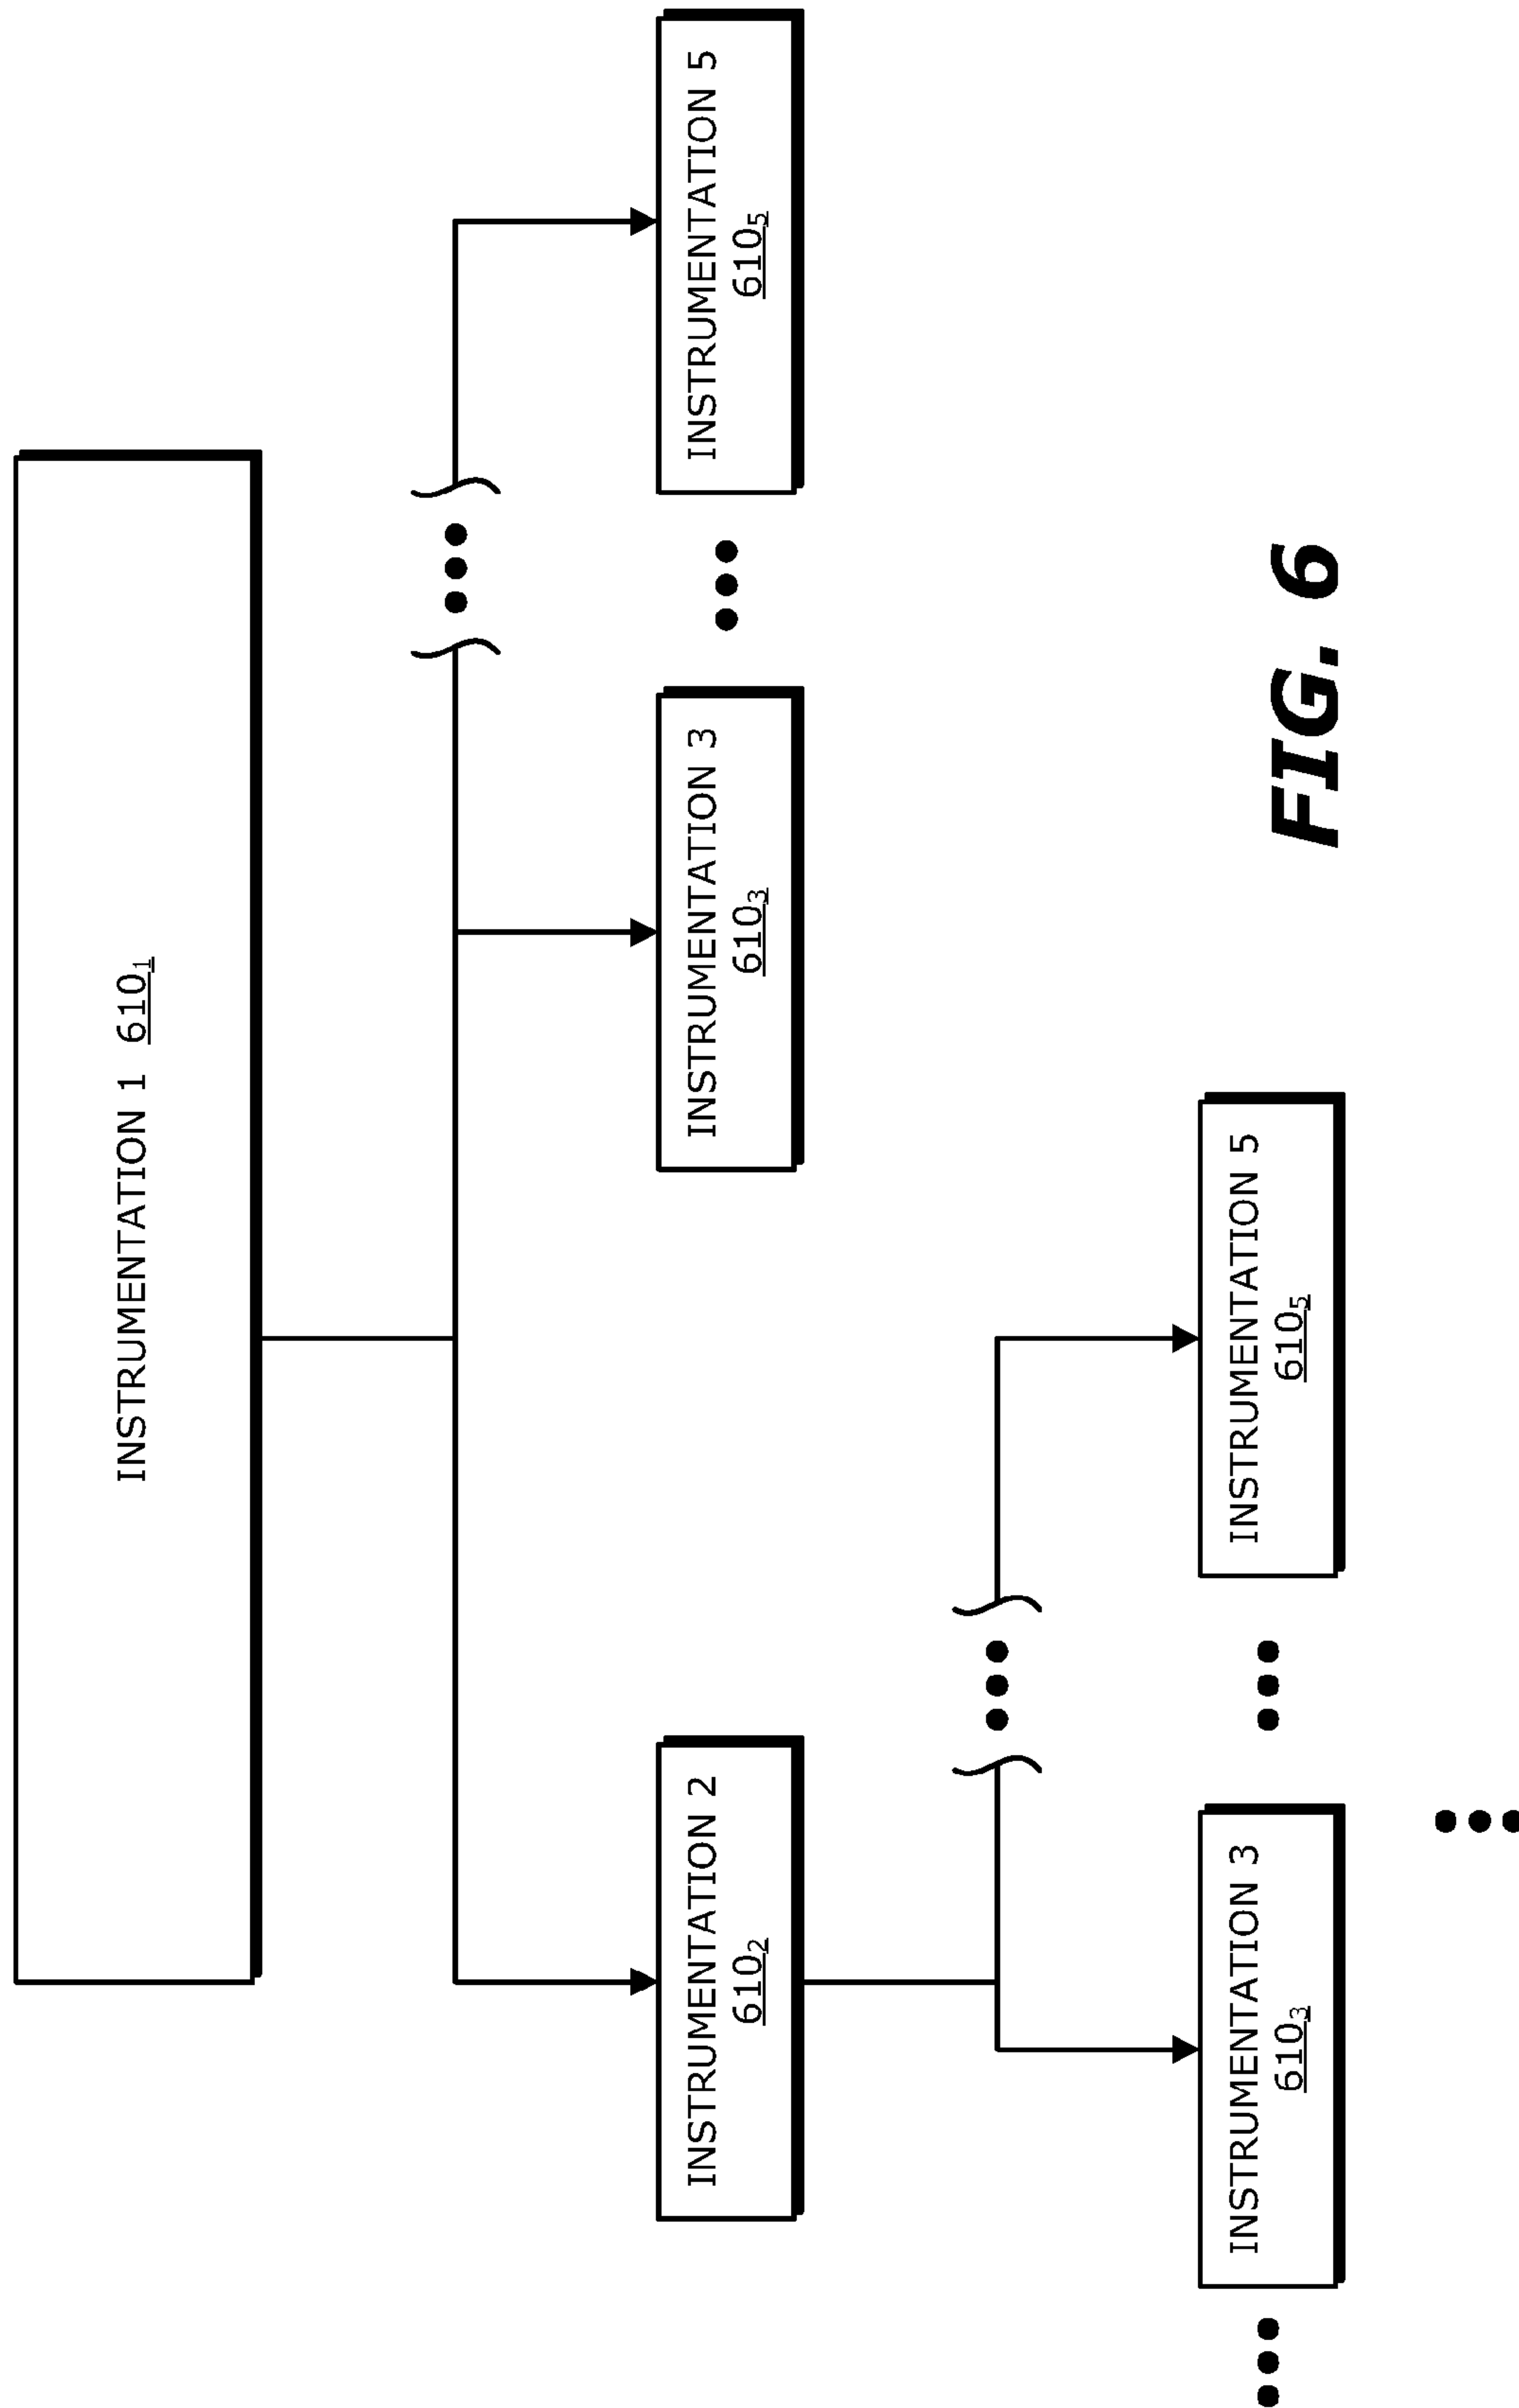 INSTRUMENTATION 1 610₁
INSTRUMENTATION 2
610₂
INSTRUMENTATION 3
610₃
INSTRUMENTATION 5
610₅
INSTRUMENTATION 3
610₃
INSTRUMENTATION 5
610₅
FIG. 6